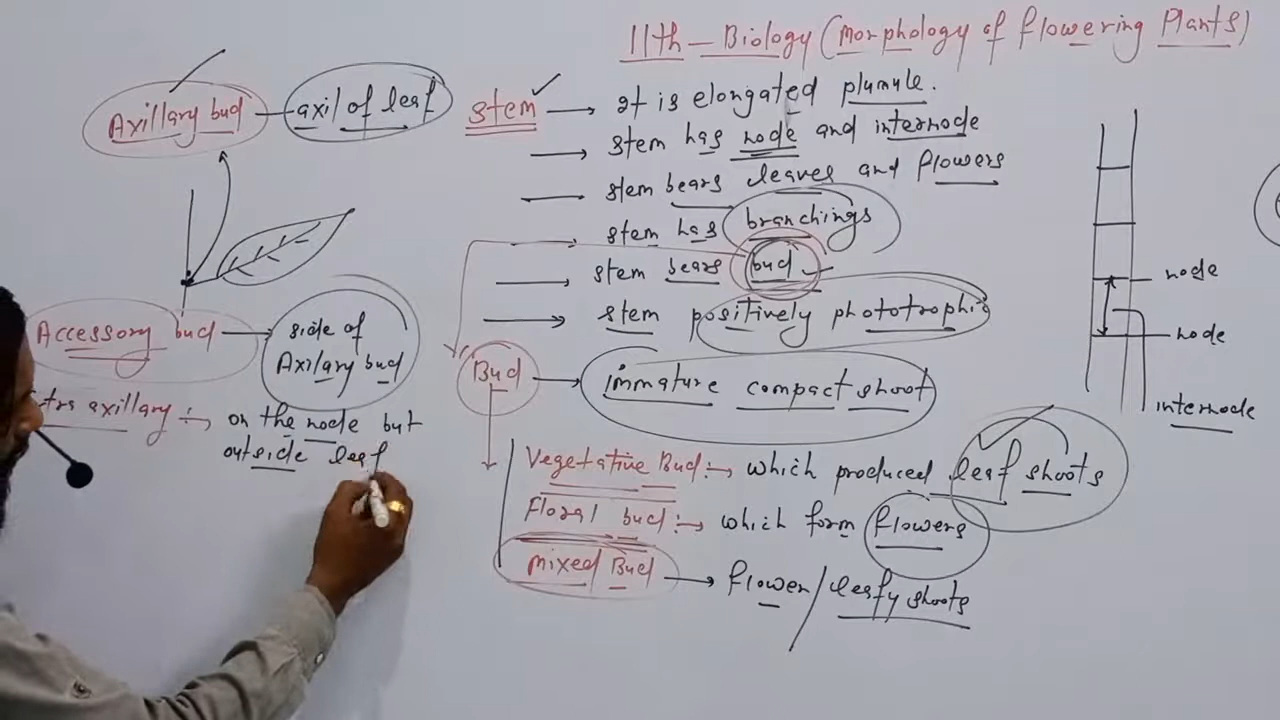 11th - Biology (Morphology of flowering Plants)
Axillary bud - axil of leaf
stem → It is elongated plumule.
→ stem has node and internode
→ stem bears leaves and flowers
→ stem has branchings
→ stem bears bud
→ stem positively phototrophic
node
node
internode
Accessory bud → side of
Axilary bud
axillary :→ on the node but
outside leaf
Bud → immature compact shoot
Vegetative Bud :→ which produced leaf shoots
Floral bud :→ which form flowers
mixed Bud → flower/leafy shoots